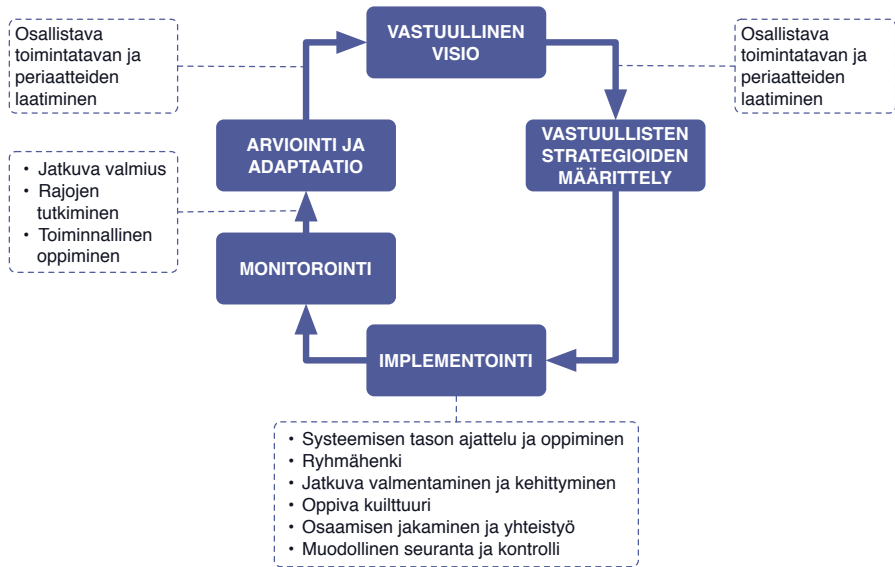 Osallistava
toimintatavan ja
periaatteiden
laatiminen
VASTUULLINEN
VISIO
Osallistava
toimintatavan ja
periaatteiden
laatiminen
ARVIOINTI JA
ADAPTAATIO
VASTUULLISTEN
STRATEGIOIDEN
MÄÄRITTELY
• Jatkuva valmius
• Rajojen
tutkiminen
• Toiminnallinen
oppiminen
MONITOROINTI
IMPLEMENTOINTI
• Systeemisen tason ajattelu ja oppiminen
• Ryhmähenki
• Jatkuva valmentaminen ja kehittyminen
• Oppiva kuilttuuri
• Osaamisen jakaminen ja yhteistyö
• Muodollinen seuranta ja kontrolli